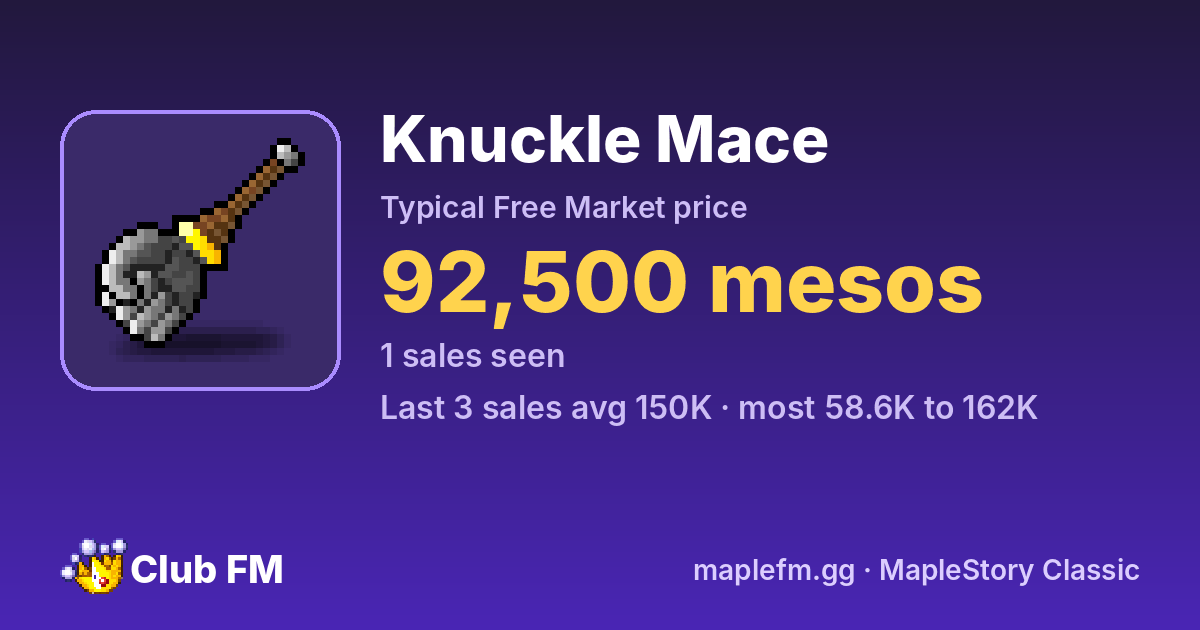 Knuckle Mace
Typical Free Market price
92,500 mesos
1 sales seen
Last 3 sales avg 150K · most 58.6K to 162K
Club FM
maplefm.gg · MapleStory Classic